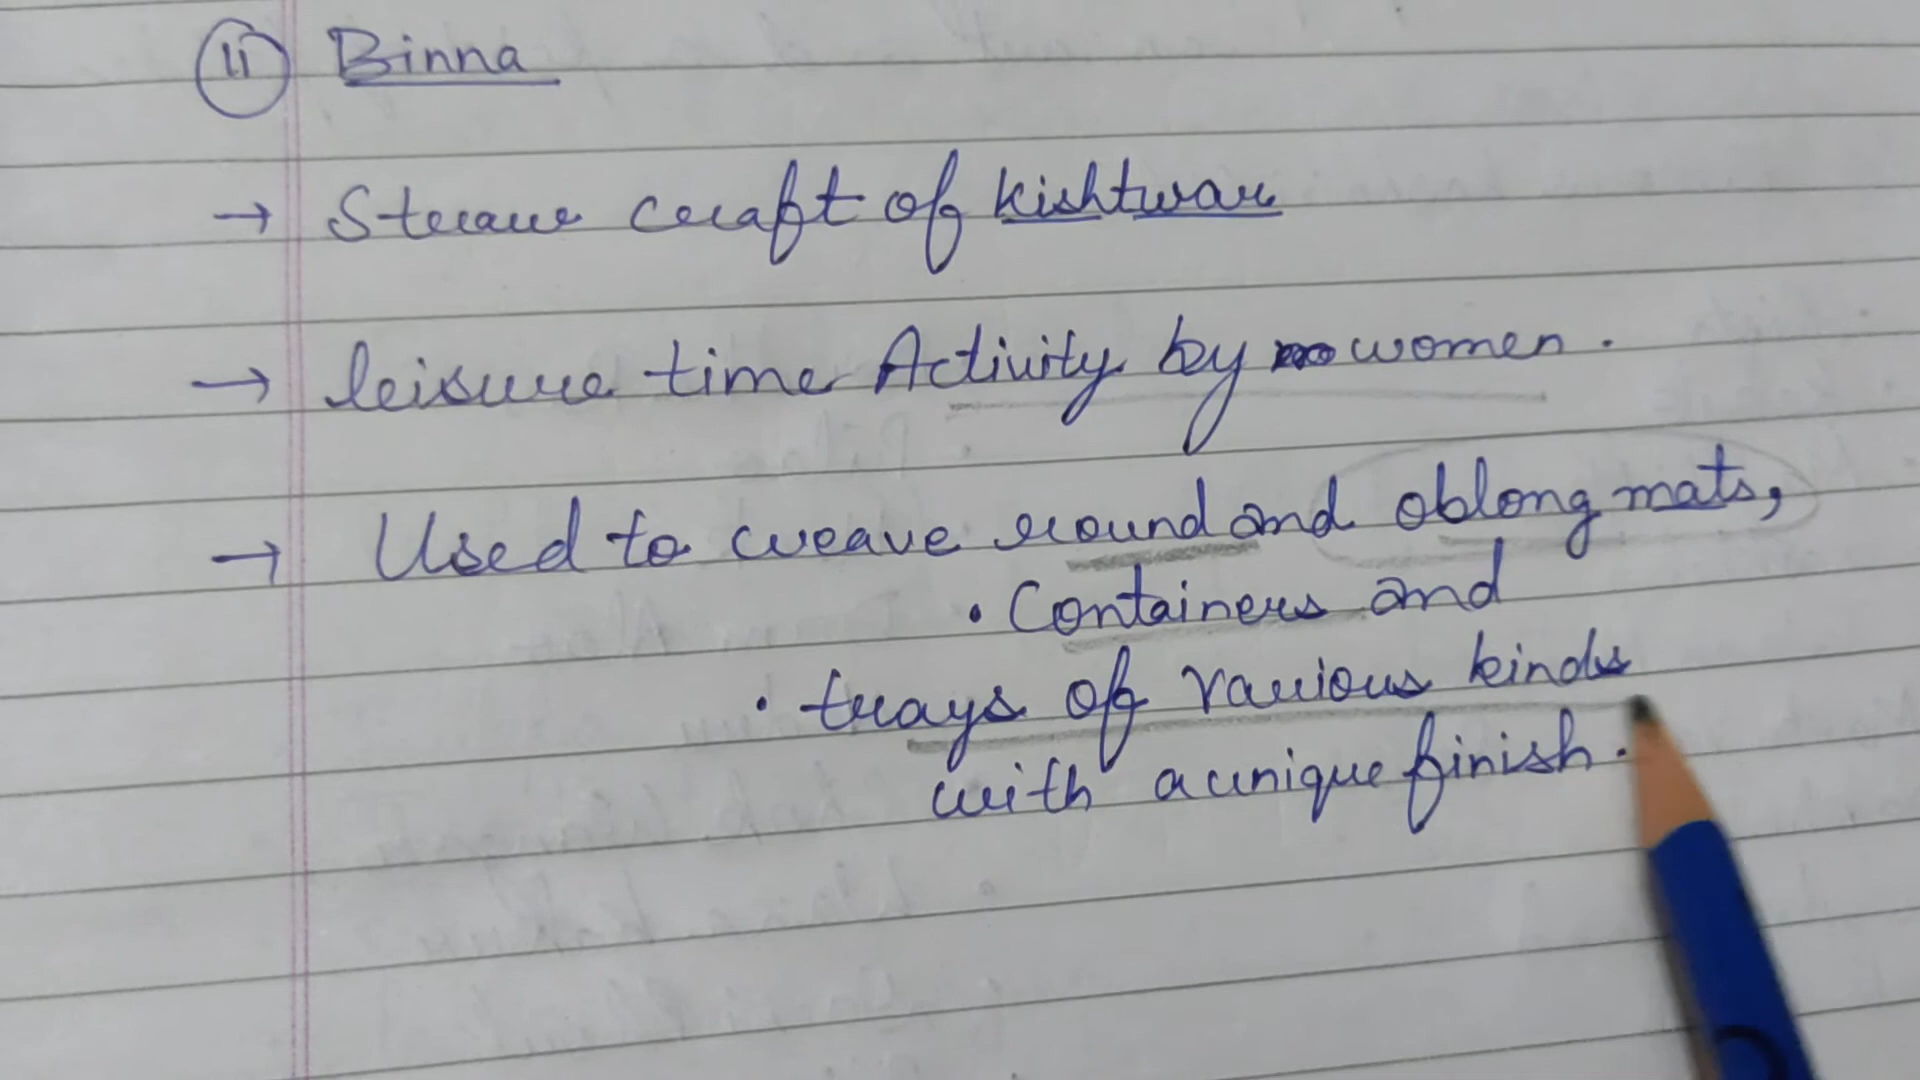 (11) Binna
→ Straw craft of kishtwar
→ leisure time Activity by women.
→ Used to weave round and oblong mats,
• Containers and
• trays of various kinds
with a unique finish.